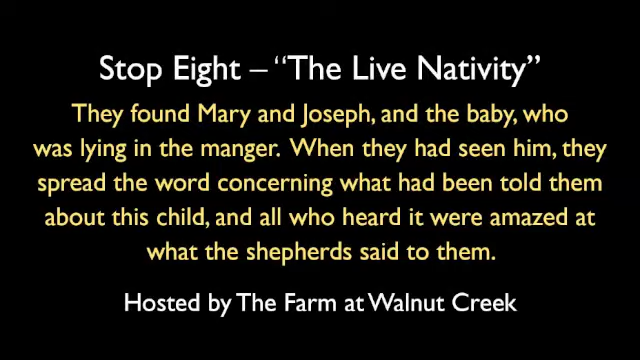 Stop Eight – “The Live Nativity”
They found Mary and Joseph, and the baby, who
was lying in the manger.  When they had seen him, they
spread the word concerning what had been told them
about this child, and all who heard it were amazed at
what the shepherds said to them.
Hosted by The Farm at Walnut Creek